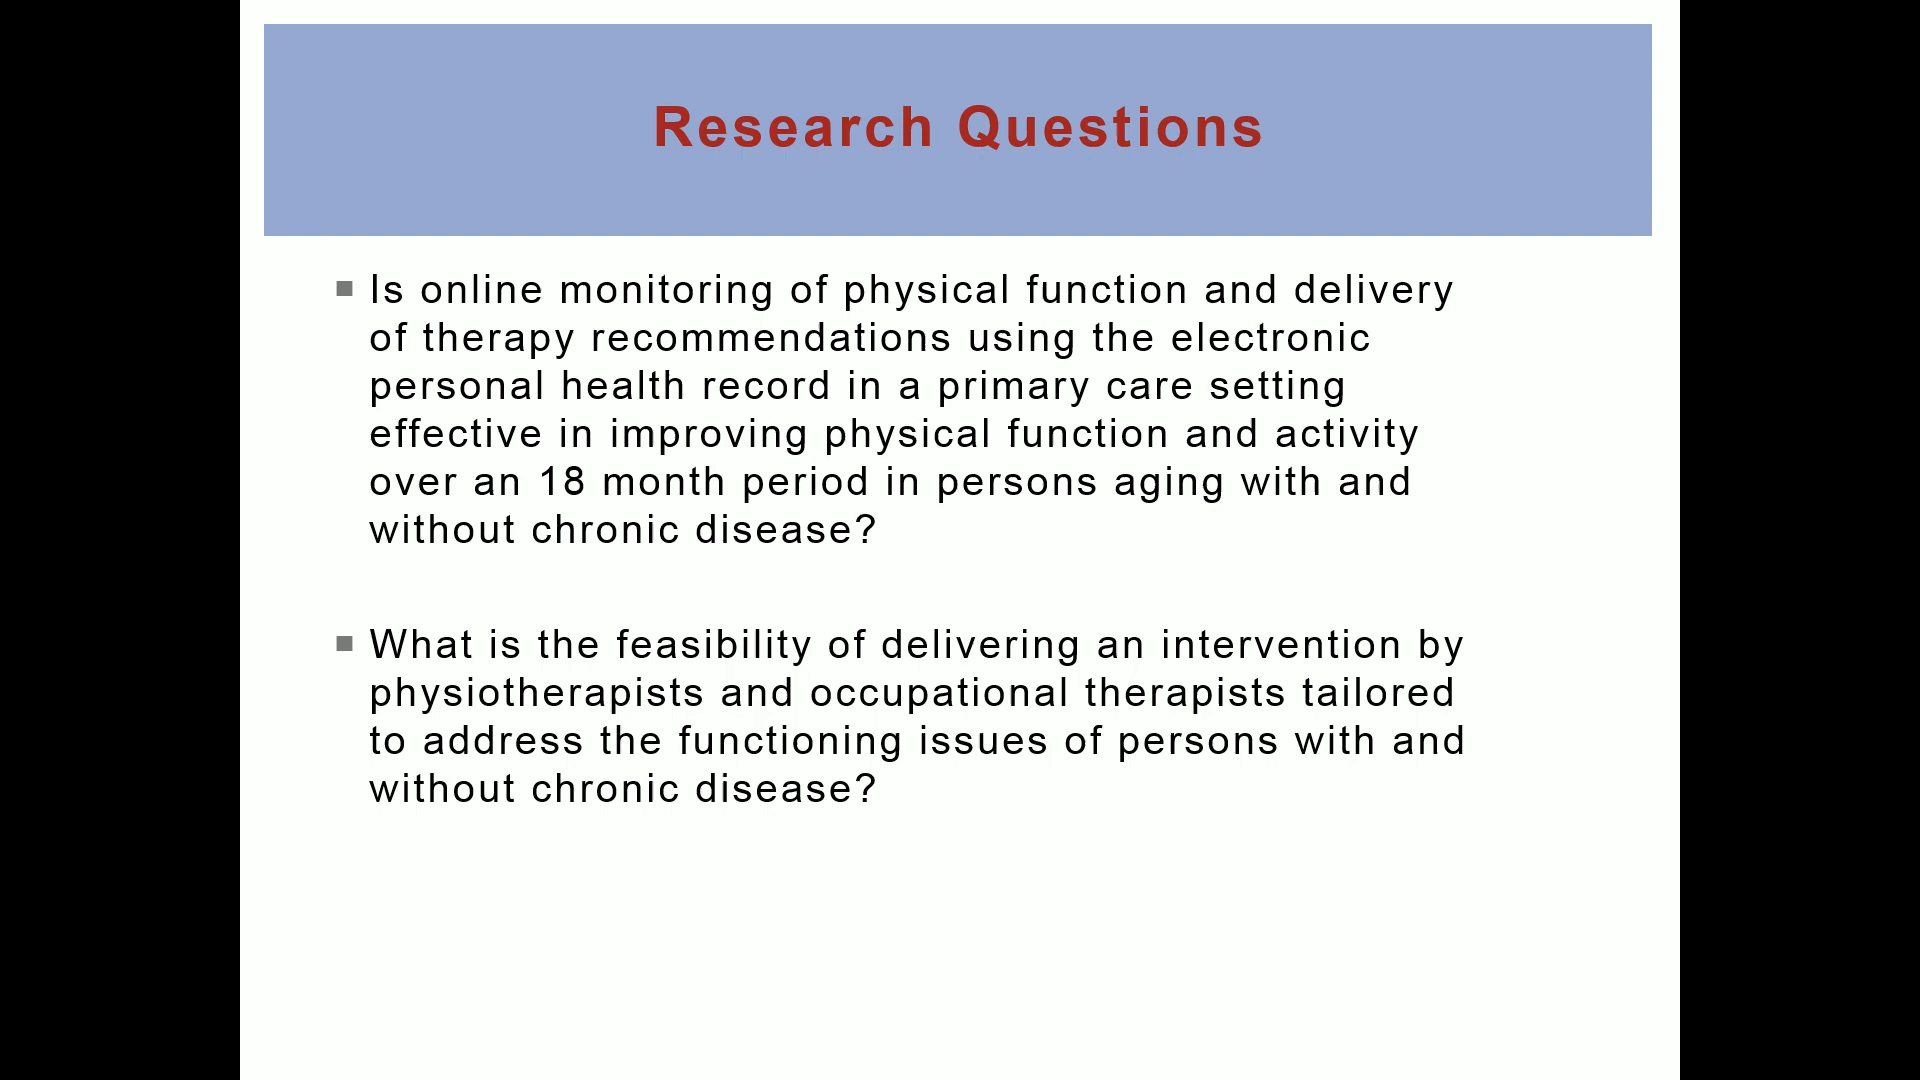 Research Questions
Is online monitoring of physical function and delivery
of therapy recommendations using the electronic
personal health record in a primary care setting
effective in improving physical function and activity
over an 18 month period in persons aging with and
without chronic disease?
What is the feasibility of delivering an intervention by
physiotherapists and occupational therapists tailored
to address the functioning issues of persons with and
without chronic disease?